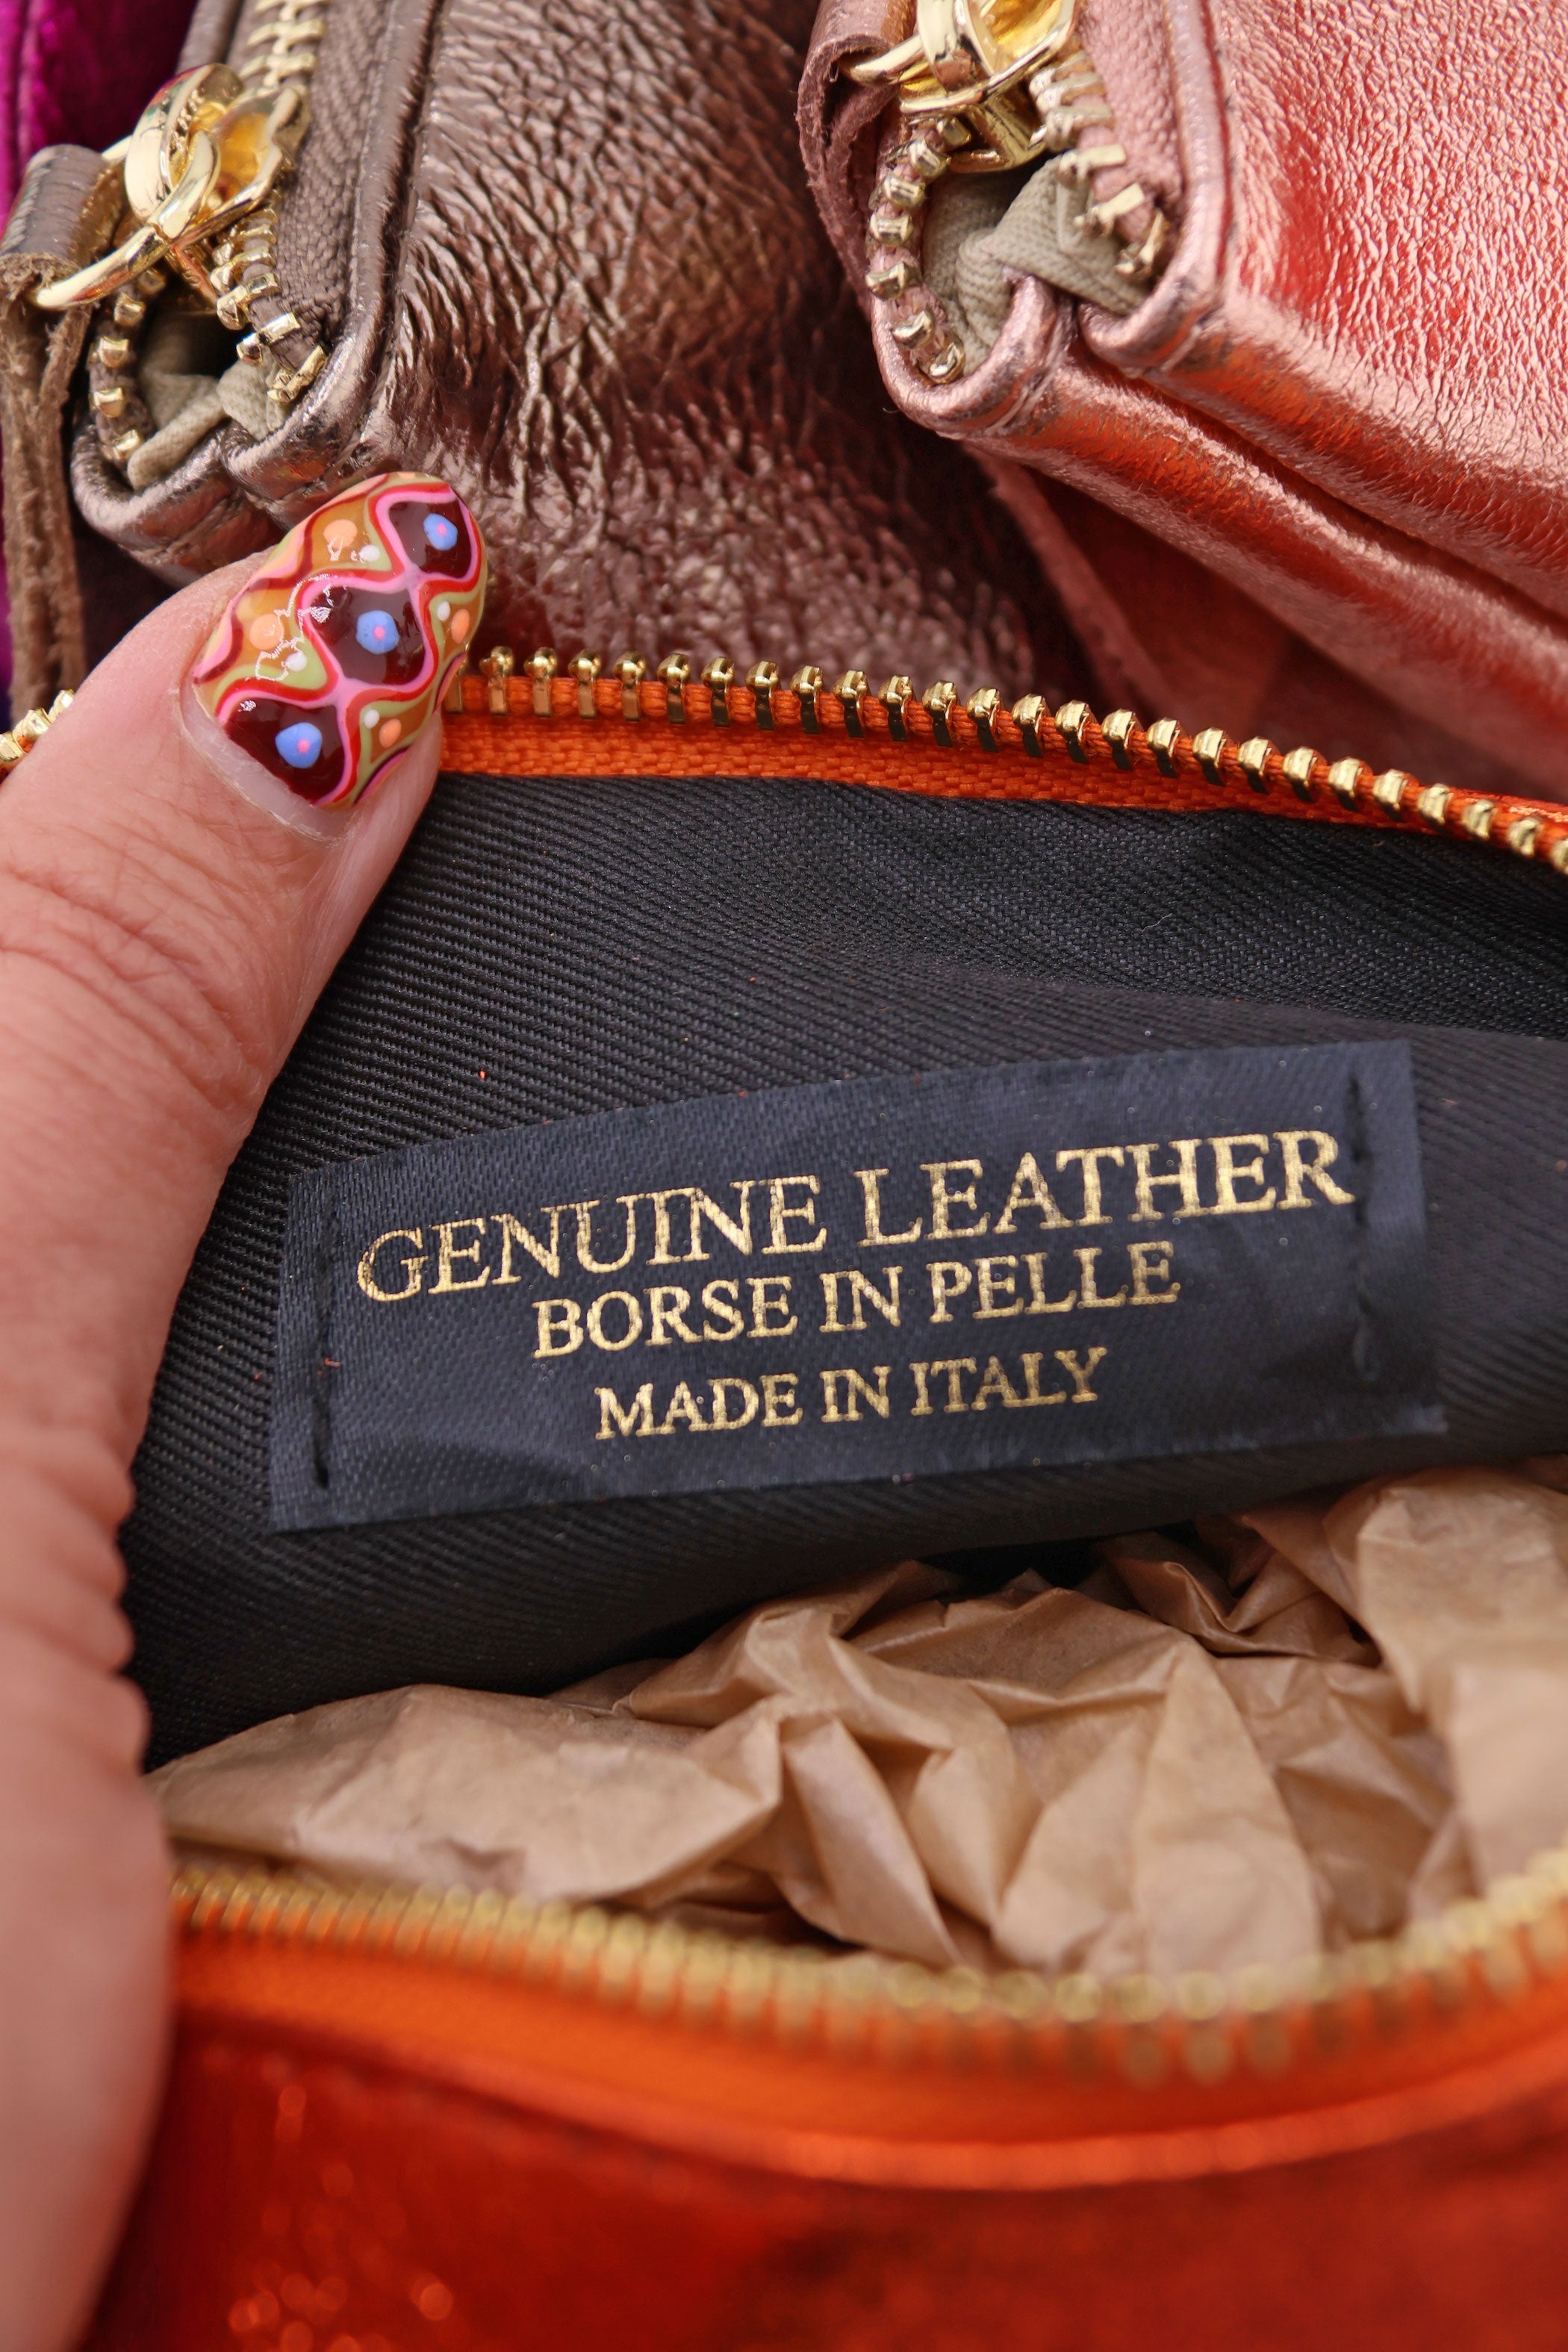 GENUINE LEATHER
BORSE IN PELLE
MADE IN ITALY